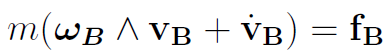 m(ω_B ∧ v_B + v̇_B) = f_B